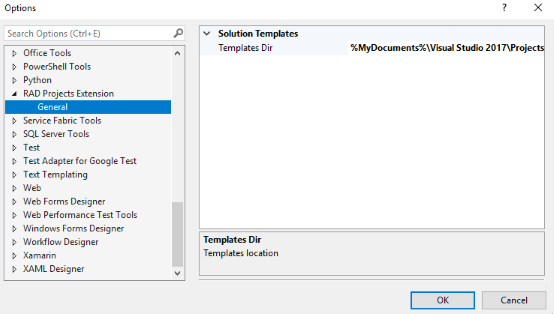 Options
?
Search Options (Ctrl+E)
Office Tools
PowerShell Tools
Python
RAD Projects Extension
General
Service Fabric Tools
SQL Server Tools
Test
Test Adapter for Google Test
Text Templating
Web
Web Forms Designer
Web Performance Test Tools
Windows Forms Designer
Workflow Designer
Xamarin
XAML Designer
Solution Templates
Templates Dir %MyDocuments%\Visual Studio 2017\Projects
Templates Dir
Templates location
OK Cancel